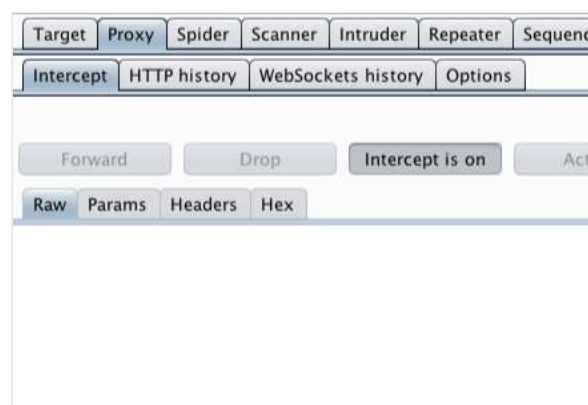 Target Proxy Spider Scanner Intruder Repeater
Intercept HTTP history WebSockets history Options
Forward Drop Intercept is on
Raw Params Headers Hex